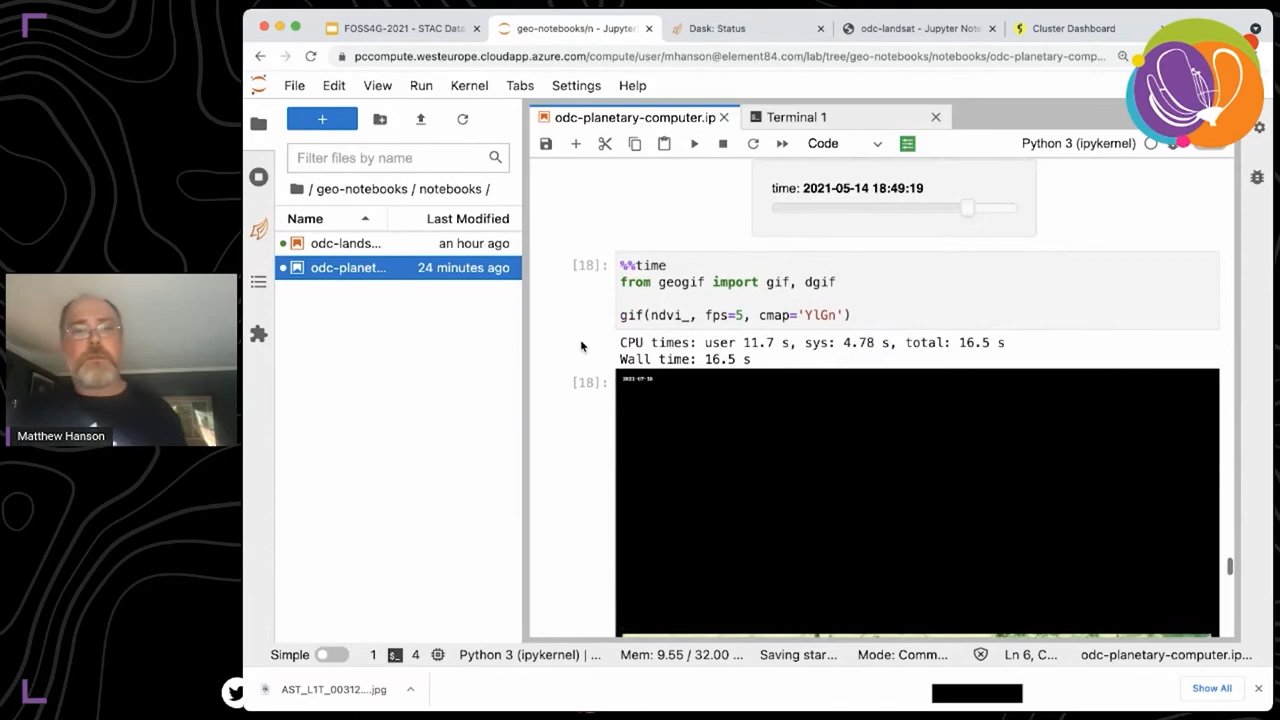 FOSS4G-2021 - STAC Data
geo-notebooks/n - Jupyter
Dask: Status
odc-landsat - Jupyter Note
Cluster Dashboard
pccompute.westeurope.cloudapp.azure.com/compute/user/mhanson@element84.com/lab/tree/geo-notebooks/notebooks/odc-planetary-comp...
File Edit View Run Kernel Tabs Settings Help
odc-planetary-computer.ip
Terminal 1
Code
Python 3 (ipykernel)
Filter files by name
/ geo-notebooks / notebooks /
Name Last Modified
odc-lands... an hour ago
odc-planet... 24 minutes ago
time: 2021-05-14 18:49:19
[18]:
%%time
from geogif import gif, dgif
gif(ndvi_, fps=5, cmap='YlGn')
CPU times: user 11.7 s, sys: 4.78 s, total: 16.5 s
Wall time: 16.5 s
[18]:
Matthew Hanson
Simple 1 4 Python 3 (ipykernel) | ... Mem: 9.55 / 32.00 ... Saving star... Mode: Comm... Ln 6, C... odc-planetary-computer.ip...
AST_L1T_00312....jpg
Show All